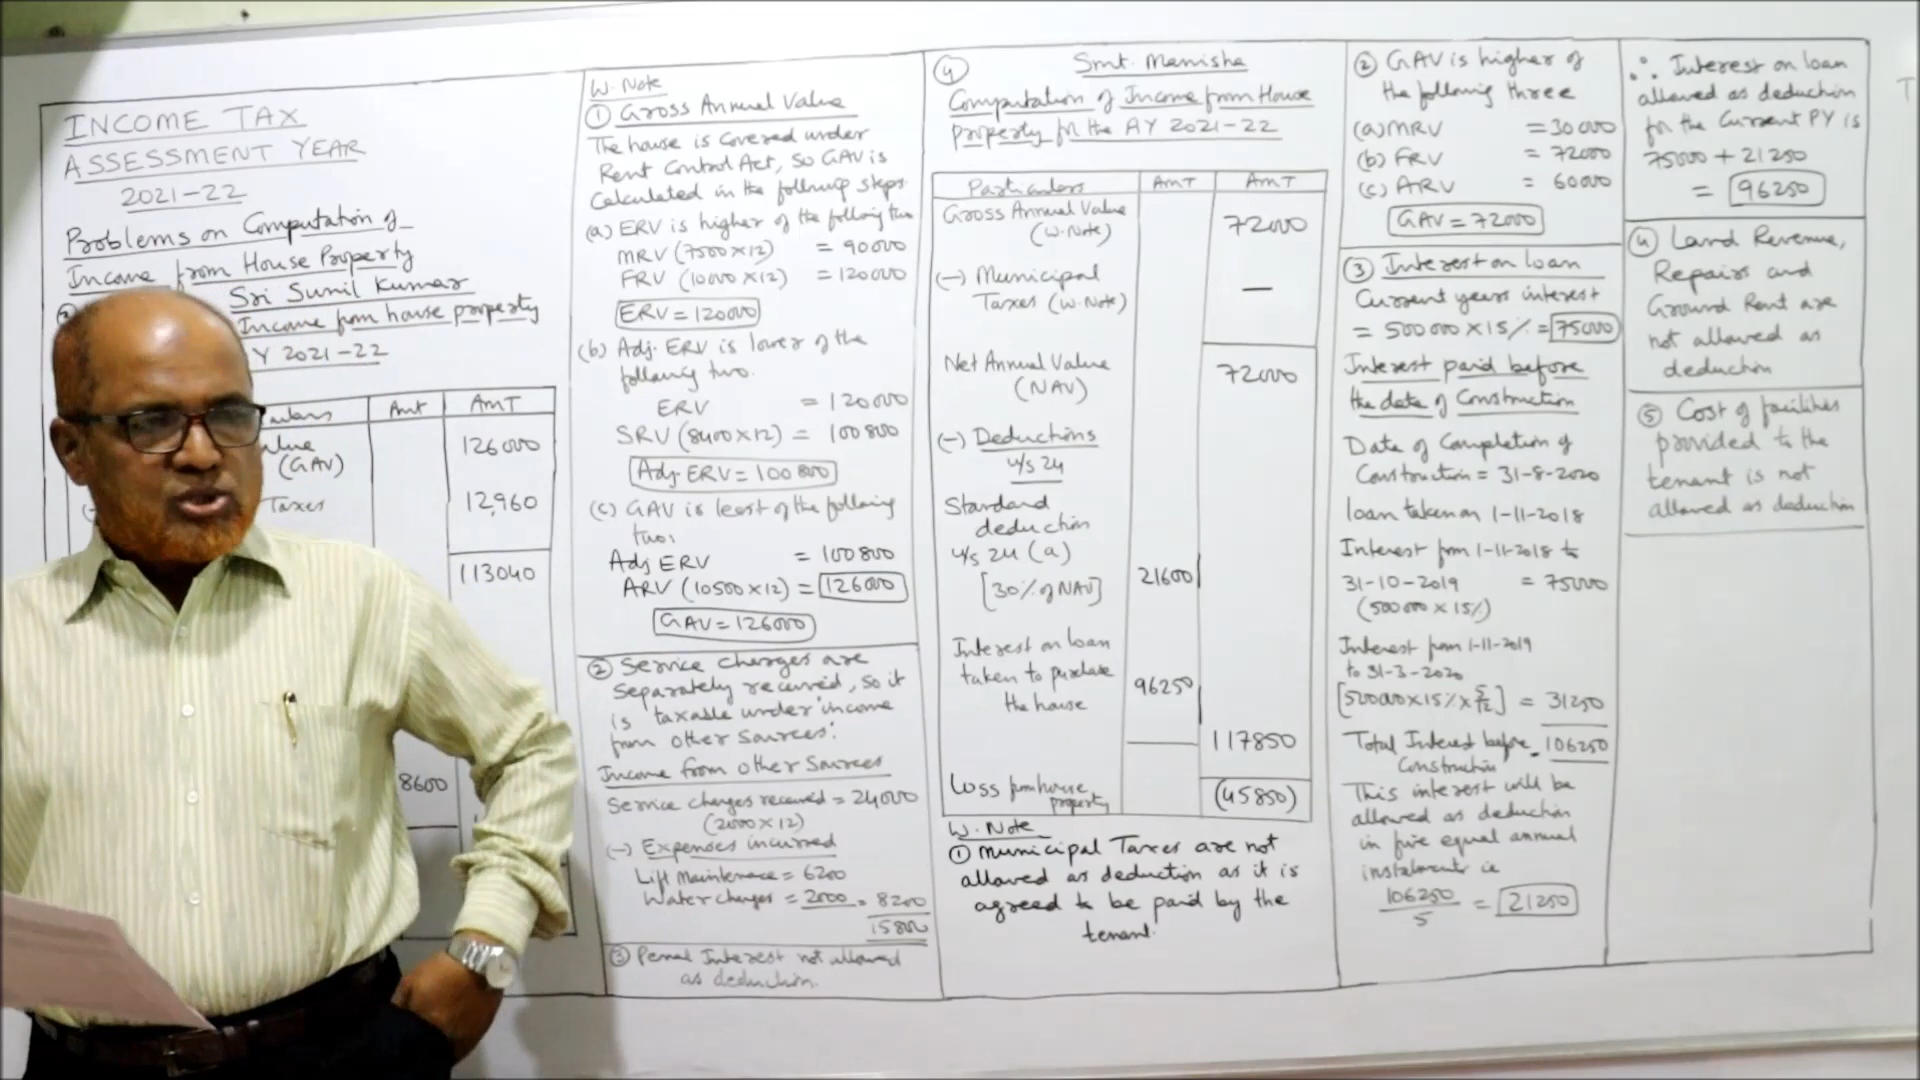 INCOME TAX
ASSESSMENT YEAR
2021-22
Problems on Computation of
Income from House Property
Sri Sunil Kumar
Income from house property
Y 2021-22
ulars Amt AMT
alue 126000
(GAV)
Taxes 12,960
113040
8600
W. Note
① Gross Annual Value
The house is covered under
Rent Control Act, So GAV is
Calculated in the following steps.
(a) ERV is higher of the following two
MRV (7500×12) = 90000
FRV (10000×12) = 120000
ERV = 120000
(b) Adj. ERV is lower of the
following two.
ERV = 120000
SRV (8400×12) = 100800
Adj. ERV = 100800
(c) GAV is least of the following
two,
Adj ERV = 100800
ARV (10500×12) = 126000
GAV = 126000
② Service charges are
separately received, so it
is taxable under 'income
from other sources'.
Income from Other Sources
Service charges received = 24000
(2000×12)
(-) Expenses incurred
Lift Maintenace = 6200
Water charges = 2000 = 8200
15800
③ Penal Interest not allowed
as deduction.
④ Smt. Manisha
Computation of Income from House
property for the AY 2021-22
Particulars AMT AMT
Gross Annual Value 72000
(W.Note)
(-) Municipal
Taxes (W.Note) —
Net Annual Value 72000
(NAV)
(-) Deductions
u/s 24
Standard
deduction
u/s 24 (a) 21600
[30% of NAV]
Interest on loan
taken to purchase 96250
the house
117850
Loss from house (45850)
property
W. Note
① Municipal Taxes are not
allowed as deduction as it is
agreed to be paid by the
tenant.
② GAV is higher of
the following three
(a) MRV = 30000
(b) FRV = 72000
(c) ARV = 60000
GAV = 72000
③ Interest on loan
Current years interest
= 500000×15% = 75000
Interest paid before
the date of Construction
Date of Completion of
Construction = 31-8-2020
loan taken on 1-11-2018
Interest from 1-11-2018 to
31-10-2019 = 75000
(500000×15%)
Interest from 1-11-2019
to 31-3-2020
[500000×15%×5/12] = 31250
Total Interest before = 106250
Construction
This interest will be
allowed as deduction
in five equal annual
instalment ie
106250/5 = 21250
∴ Interest on loan
allowed as deduction
for the Current PY is
75000 + 21250
= 96250
④ Land Revenue,
Repairs and
Ground Rent are
not allowed as
deduction
⑤ Cost of facilities
provided to the
tenant is not
allowed as deduction
T